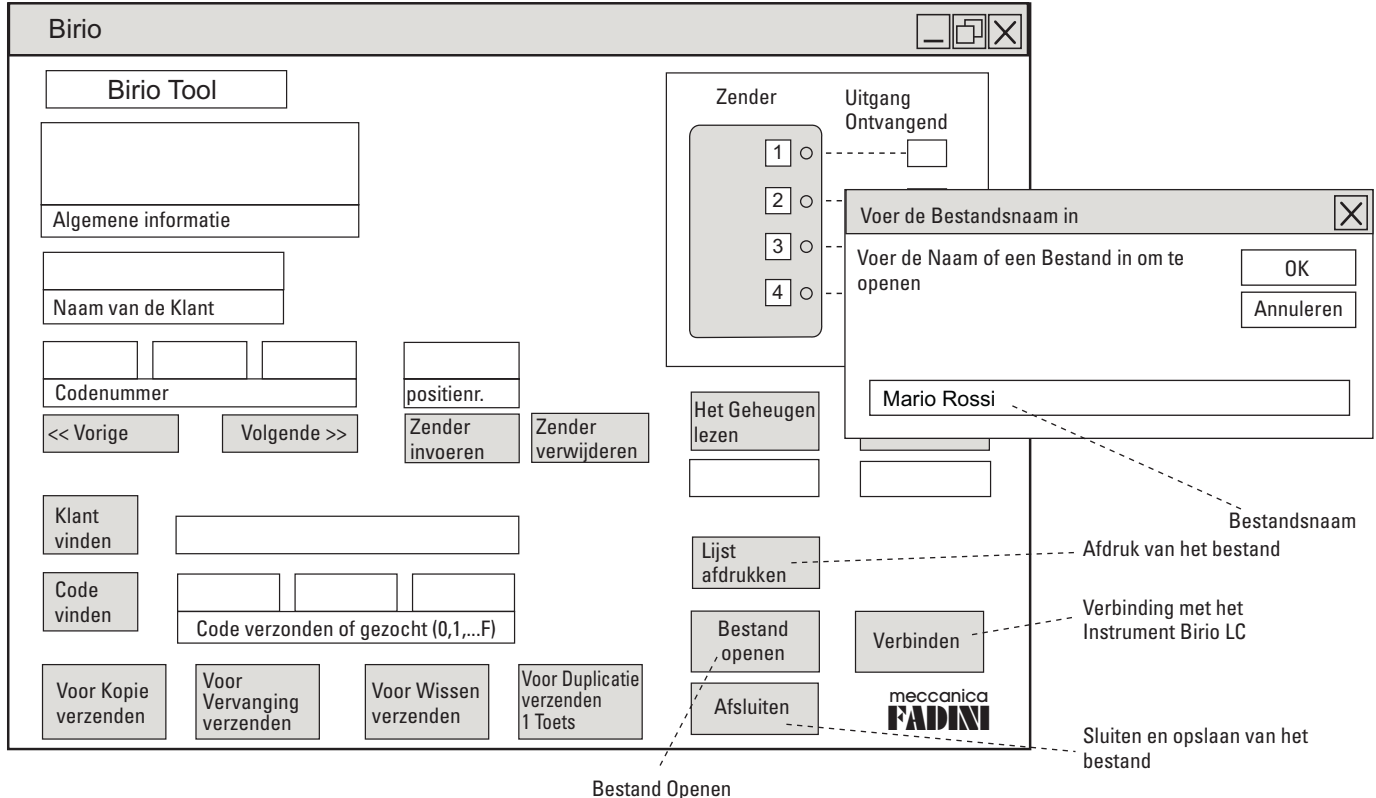 Birio
Birio Tool
Algemene informatie
Naam van de Klant
Codenummer
positienr.
<< Vorige
Volgende >>
Zender
invoeren
Zender
verwijderen
Klant
vinden
Code
vinden
Code verzonden of gezocht (0,1,...F)
Voor Kopie
verzenden
Voor
Vervanging
verzenden
Voor Wissen
verzenden
Voor Duplicatie
verzenden
1 Toets
Zender
Uitgang
Ontvangend
1
2
3
4
Voer de Bestandsnaam in
Voer de Naam of een Bestand in om te
openen
OK
Annuleren
Mario Rossi
Het Geheugen
lezen
Lijst
afdrukken
Bestand
openen
Verbinden
Afsluiten
meccanica
FADINI
Bestandsnaam
Afdruk van het bestand
Verbinding met het
Instrument Birio LC
Sluiten en opslaan van het
bestand
Bestand Openen